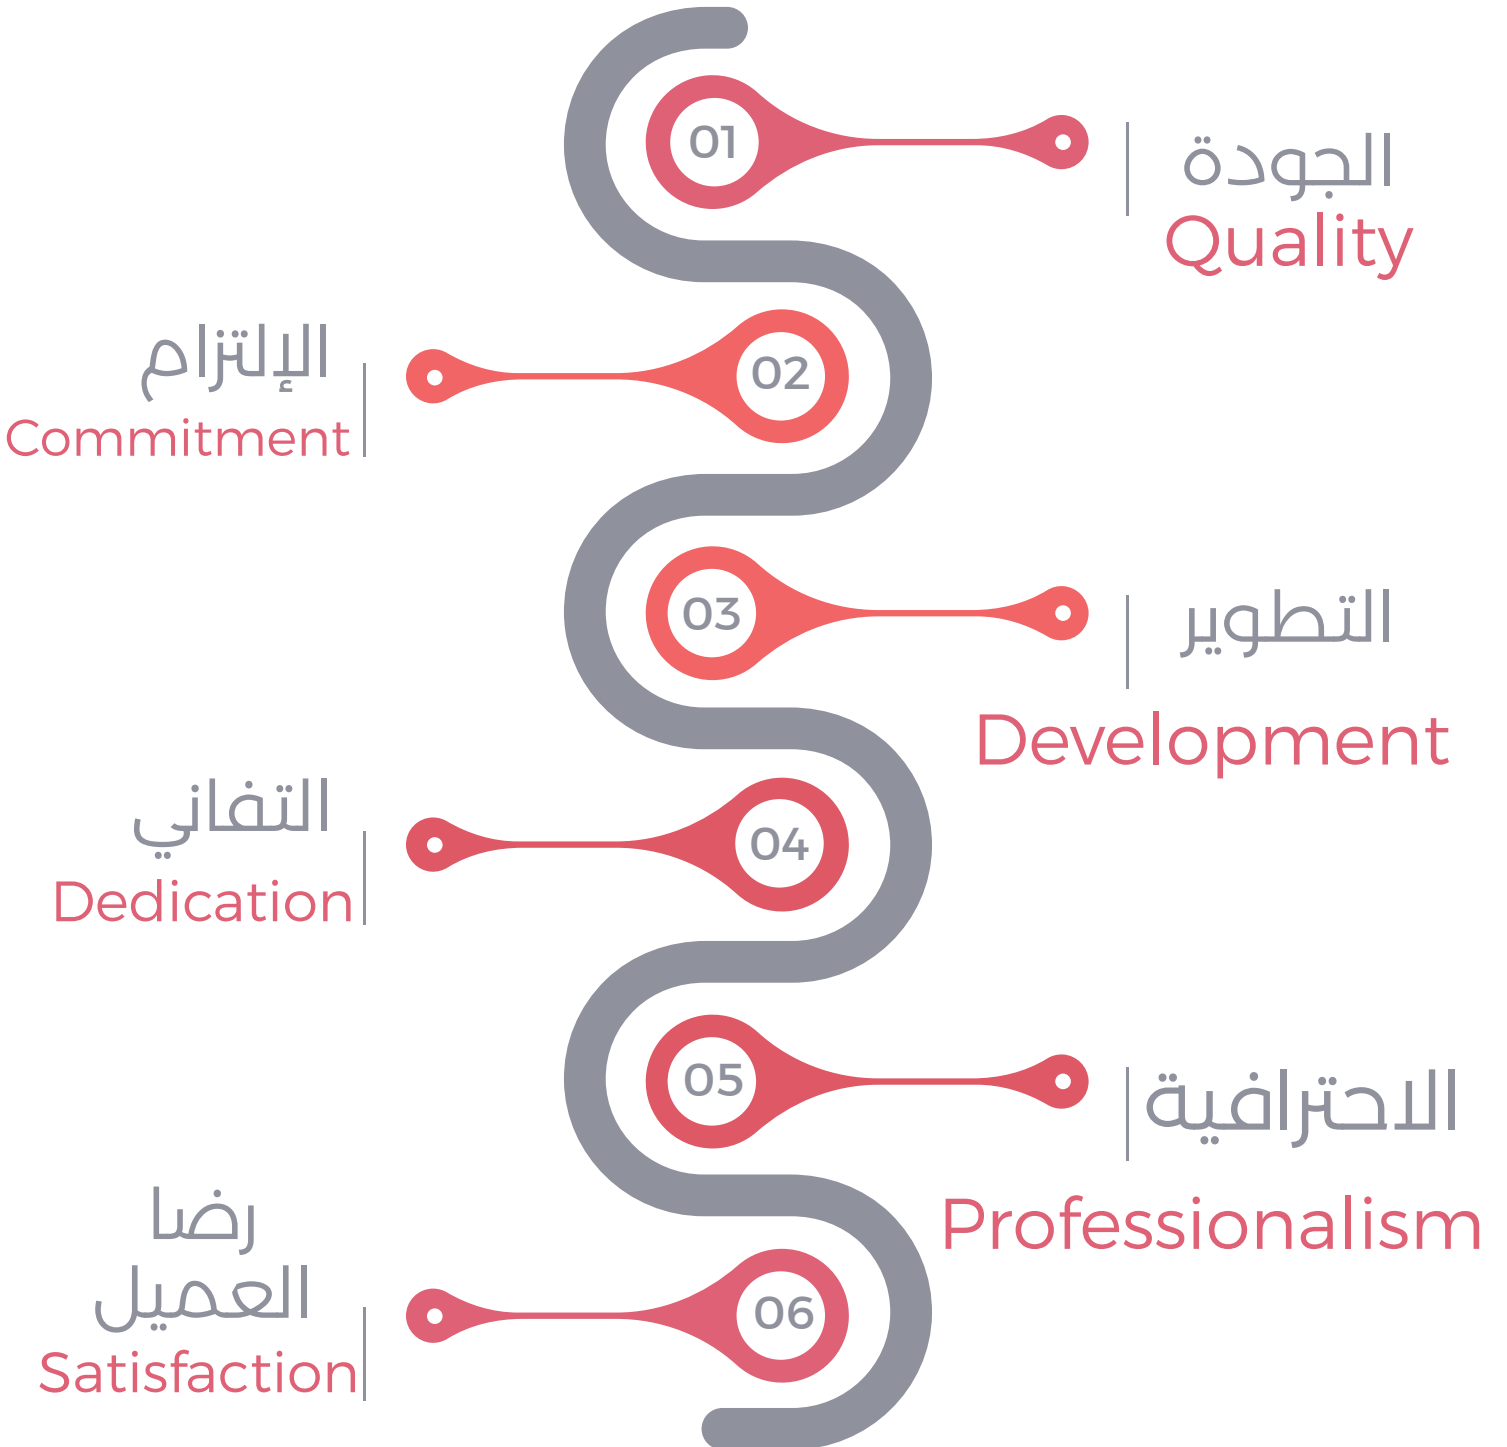 01
الجودة
Quality
02
الإلتزام
Commitment
03
التطوير
Development
04
التفاني
Dedication
05
الاحترافية
Professionalism
06
رضا
العميل
Satisfaction